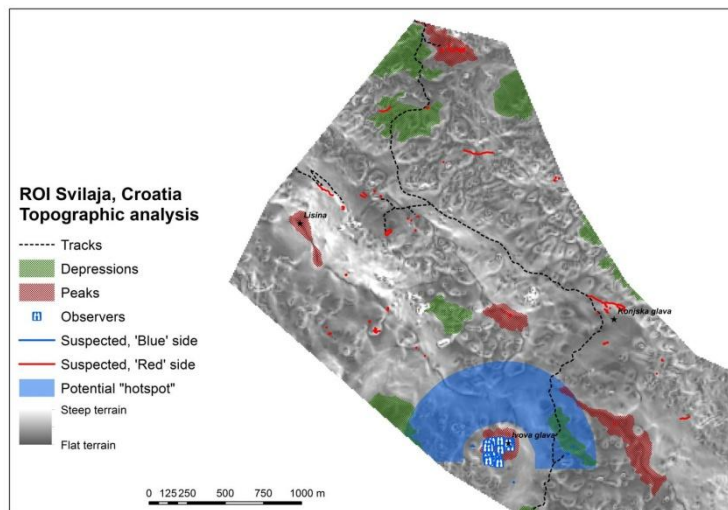 ROI Svilaja, Croatia
Topographic analysis
Tracks
Depressions
Peaks
Observers
Suspected, 'Blue' side
Suspected, 'Red' side
Potential "hotspot"
Steep terrain
Flat terrain
Lisina
Konjska glava
Ivova glava
0 125 250 500 750 1000 m